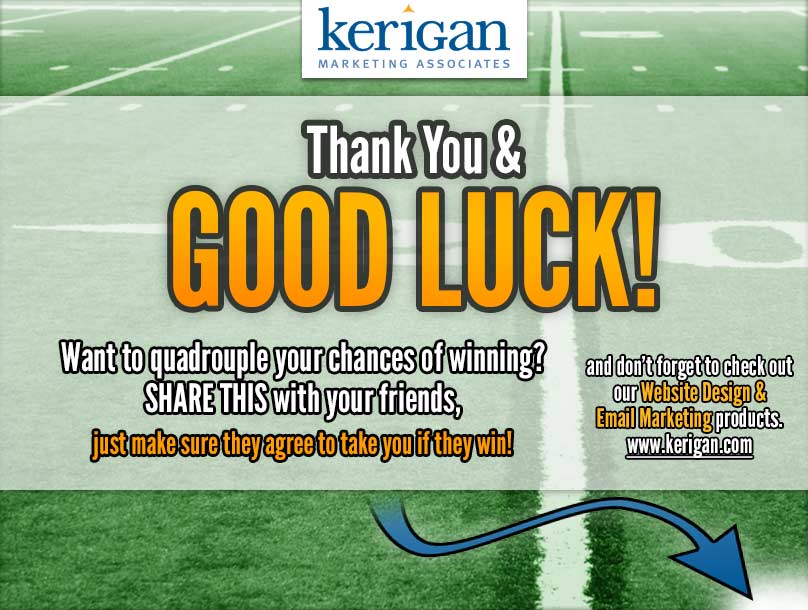 kerigan
MARKETING ASSOCIATES
Thank You &
GOOD LUCK!
Want to quadrouple your chances of winning?
SHARE THIS with your friends,
just make sure they agree to take you if they win!
and don't forget to check out
our Website Design &
Email Marketing products.
www.kerigan.com